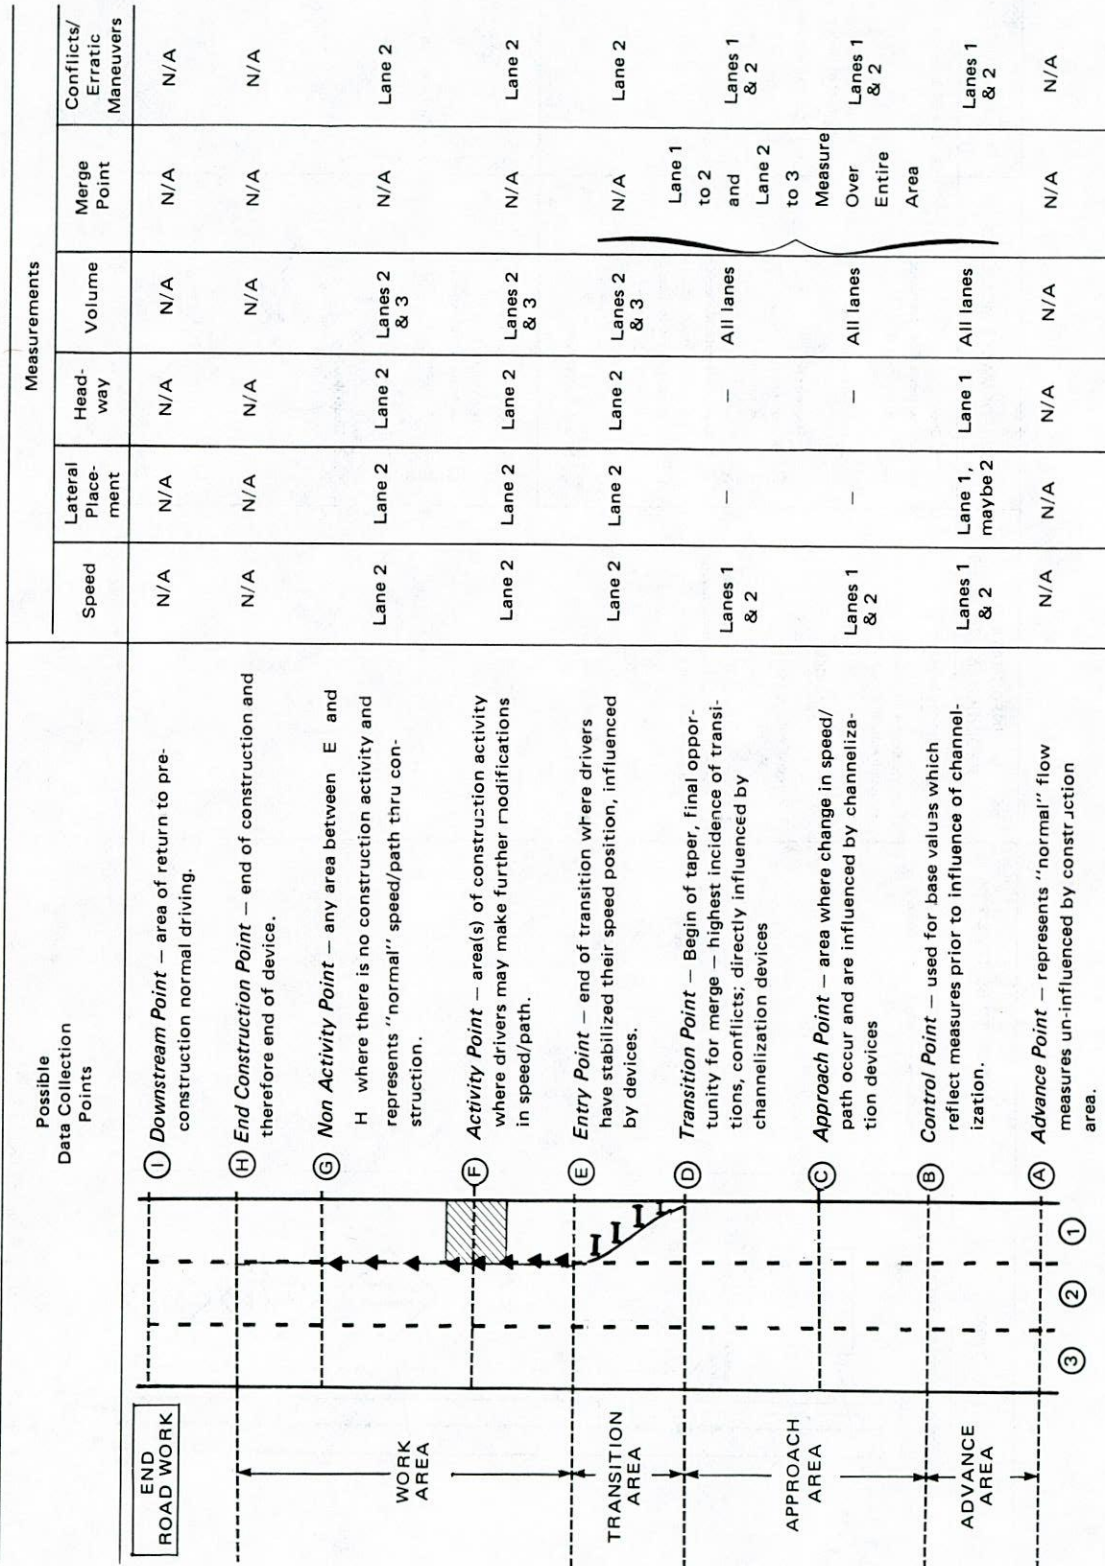 Measurements
Possible
Data Collection
Points
Speed
Lateral
Place-
ment
Head-
way
Volume
Merge
Point
Conflicts/
Erratic
Maneuvers
END
ROAD WORK
I Downstream Point — area of return to pre-
construction normal driving.
N/A
N/A
N/A
N/A
N/A
N/A
H End Construction Point — end of construction and
therefore end of device.
N/A
N/A
N/A
N/A
N/A
N/A
G Non Activity Point — any area between E and
H where there is no construction activity and
represents "normal" speed/path thru con-
struction.
Lane 2
Lane 2
Lane 2
Lanes 2
& 3
N/A
Lane 2
WORK
AREA
F Activity Point — area(s) of construction activity
where drivers may make further modifications
in speed/path.
Lane 2
Lane 2
Lane 2
Lanes 2
& 3
N/A
Lane 2
E Entry Point — end of transition where drivers
have stabilized their speed position, influenced
by devices.
Lane 2
Lane 2
Lane 2
Lanes 2
& 3
N/A
Lane 2
TRANSITION
AREA
D Transition Point — Begin of taper, final oppor-
tunity for merge — highest incidence of transi-
tions, conflicts; directly influenced by
channelization devices
Lanes 1
& 2
—
—
All lanes
Lane 1
to 2
and
Lane 2
to 3
Measure
Over
Entire
Area
Lanes 1
& 2
APPROACH
AREA
C Approach Point — area where change in speed/
path occur and are influenced by channeliza-
tion devices
Lanes 1
& 2
—
—
All lanes
Lanes 1
& 2
B Control Point — used for base values which
reflect measures prior to influence of channel-
ization.
Lanes 1
& 2
Lane 1,
maybe 2
Lane 1
All lanes
Lanes 1
& 2
ADVANCE
AREA
A Advance Point — represents "normal" flow
measures un-influenced by construction
area.
N/A
N/A
N/A
N/A
N/A
N/A
3
2
1